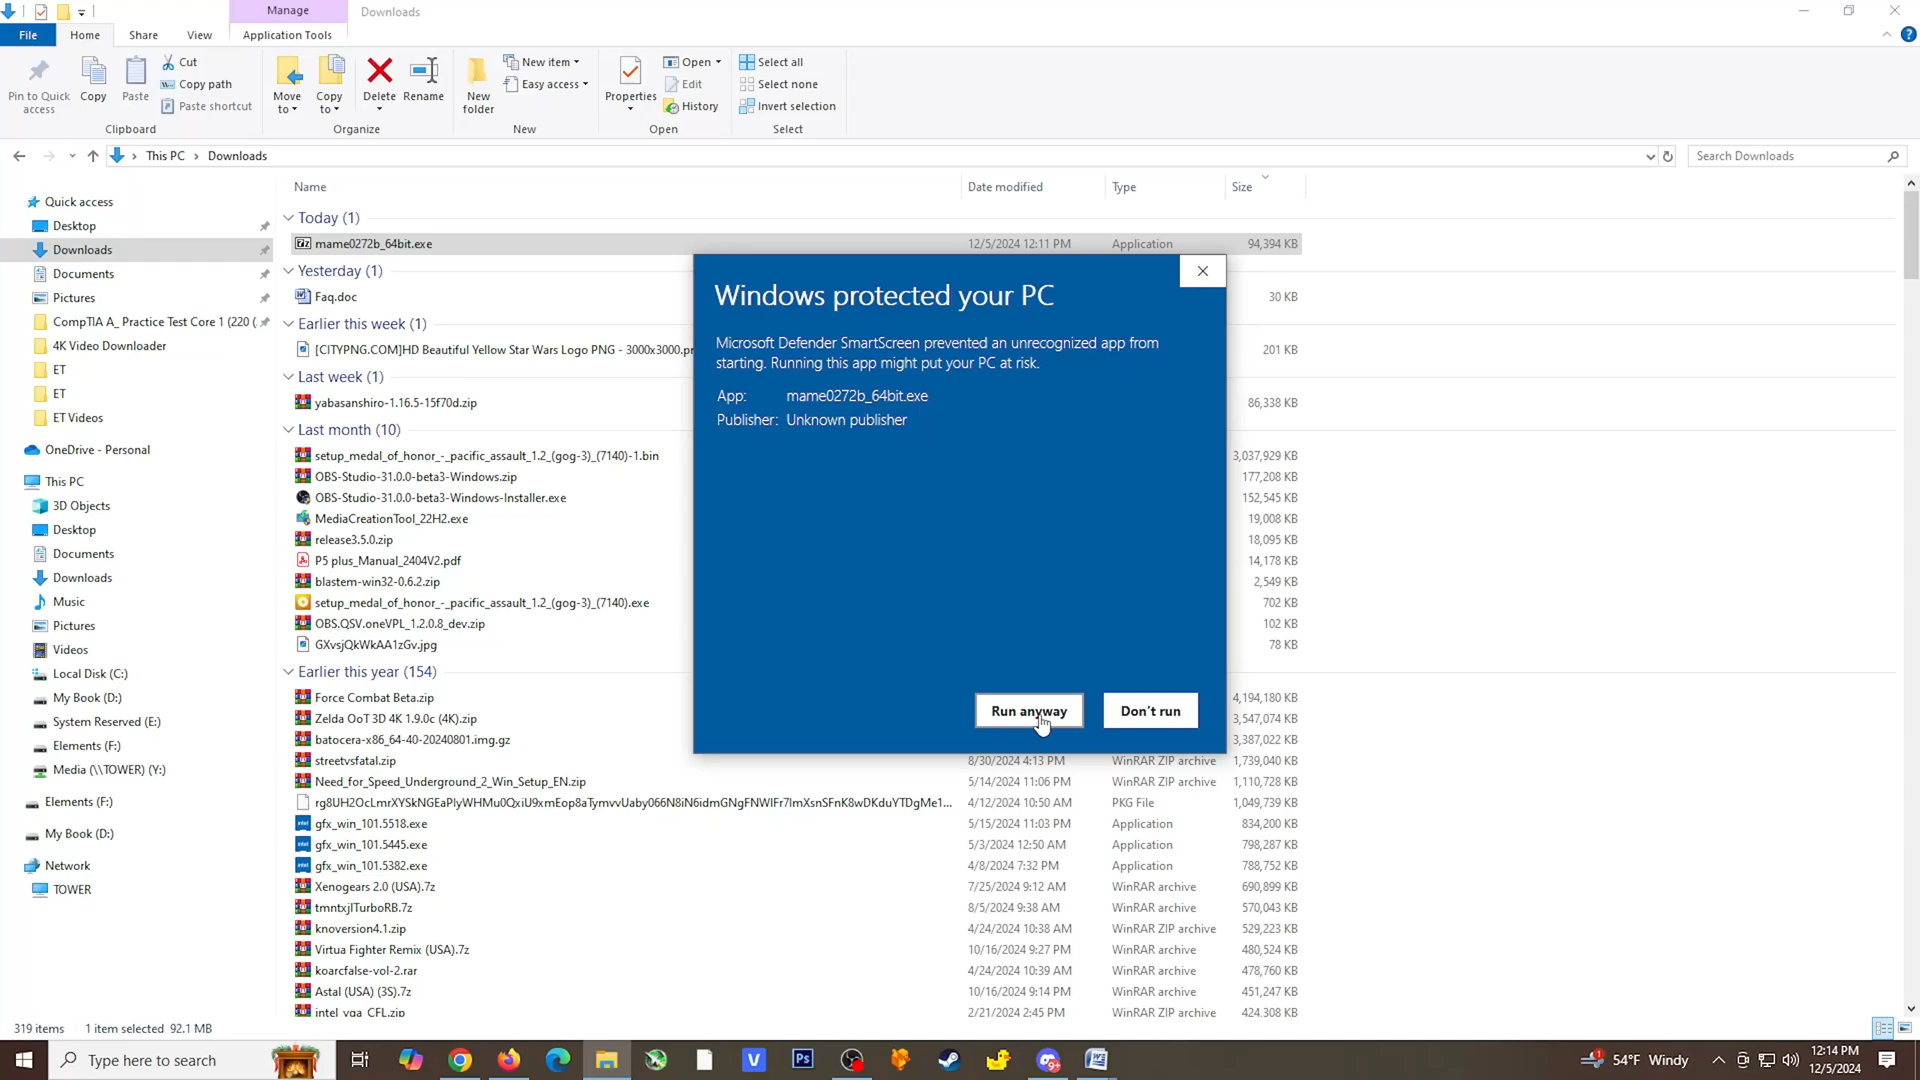 Manage
Downloads
File
Home
Share
View
Application Tools
Pin to Quick
access
Copy
Paste
Cut
Copy path
Paste shortcut
Clipboard
Move
to
Copy
to
Delete
Rename
Organize
New
folder
New item
Easy access
New
Properties
Open
Edit
History
Open
Select all
Select none
Invert selection
Select
This PC
Downloads
Search Downloads
Name
Date modified
Type
Size
Quick access
Desktop
Downloads
Documents
Pictures
CompTIA A_ Practice Test Core 1 (220 (
4K Video Downloader
ET
ET
ET Videos
OneDrive - Personal
This PC
3D Objects
Desktop
Documents
Downloads
Music
Pictures
Videos
Local Disk (C:)
My Book (D:)
System Reserved (E:)
Elements (F:)
Media (\\TOWER) (Y:)
Elements (F:)
My Book (D:)
Network
TOWER
Today (1)
mame0272b_64bit.exe 12/5/2024 12:11 PM Application 94,394 KB
Yesterday (1)
Faq.doc 30 KB
Earlier this week (1)
[CITYPNG.COM]HD Beautiful Yellow Star Wars Logo PNG - 3000x3000.pr 201 KB
Last week (1)
yabasanshiro-1.16.5-15f70d.zip 86,338 KB
Last month (10)
setup_medal_of_honor_-_pacific_assault_1.2_(gog-3)_(7140)-1.bin 3,037,929 KB
OBS-Studio-31.0.0-beta3-Windows.zip 177,208 KB
OBS-Studio-31.0.0-beta3-Windows-Installer.exe 152,545 KB
MediaCreationTool_22H2.exe 19,008 KB
release3.5.0.zip 18,095 KB
P5 plus_Manual_2404V2.pdf 14,178 KB
blastem-win32-0.6.2.zip 2,549 KB
setup_medal_of_honor_-_pacific_assault_1.2_(gog-3)_(7140).exe 702 KB
OBS.QSV.oneVPL_1.2.0.8_dev.zip 102 KB
GXvsjQkWkAA1zGv.jpg 78 KB
Earlier this year (154)
Force Combat Beta.zip 4,194,180 KB
Zelda OoT 3D 4K 1.9.0c (4K).zip 3,547,074 KB
batocera-x86_64-40-20240801.img.gz 3,387,022 KB
streetvsfatal.zip 8/30/2024 4:13 PM WinRAR ZIP archive 1,739,040 KB
Need_for_Speed_Underground_2_Win_Setup_EN.zip 5/14/2024 11:06 PM WinRAR ZIP archive 1,110,728 KB
4/12/2024 10:50 AM PKG File 1,049,739 KB
gfx_win_101.5518.exe 5/15/2024 11:03 PM Application 834,200 KB
gfx_win_101.5445.exe 5/3/2024 12:50 AM Application 798,287 KB
gfx_win_101.5382.exe 4/8/2024 7:32 PM Application 788,752 KB
Xenogears 2.0 (USA).7z 7/25/2024 9:12 AM WinRAR archive 690,899 KB
tmntxjlTurboRB.7z 8/5/2024 9:38 AM WinRAR archive 570,043 KB
knoversion4.1.zip 4/24/2024 10:38 AM WinRAR ZIP archive 529,223 KB
Virtua Fighter Remix (USA).7z 10/16/2024 9:27 PM WinRAR archive 480,524 KB
koarcfalse-vol-2.rar 4/24/2024 10:39 AM WinRAR archive 478,760 KB
Astal (USA) (3S).7z 10/16/2024 9:14 PM WinRAR archive 451,247 KB
intel_vga_CFL.zip 2/21/2024 2:45 PM WinRAR ZIP archive 424,308 KB
Windows protected your PC
Microsoft Defender SmartScreen prevented an unrecognized app from
starting. Running this app might put your PC at risk.
App: mame0272b_64bit.exe
Publisher: Unknown publisher
Run anyway
Don't run
319 items 1 item selected 92.1 MB
Type here to search
54°F Windy
12:14 PM
12/5/2024